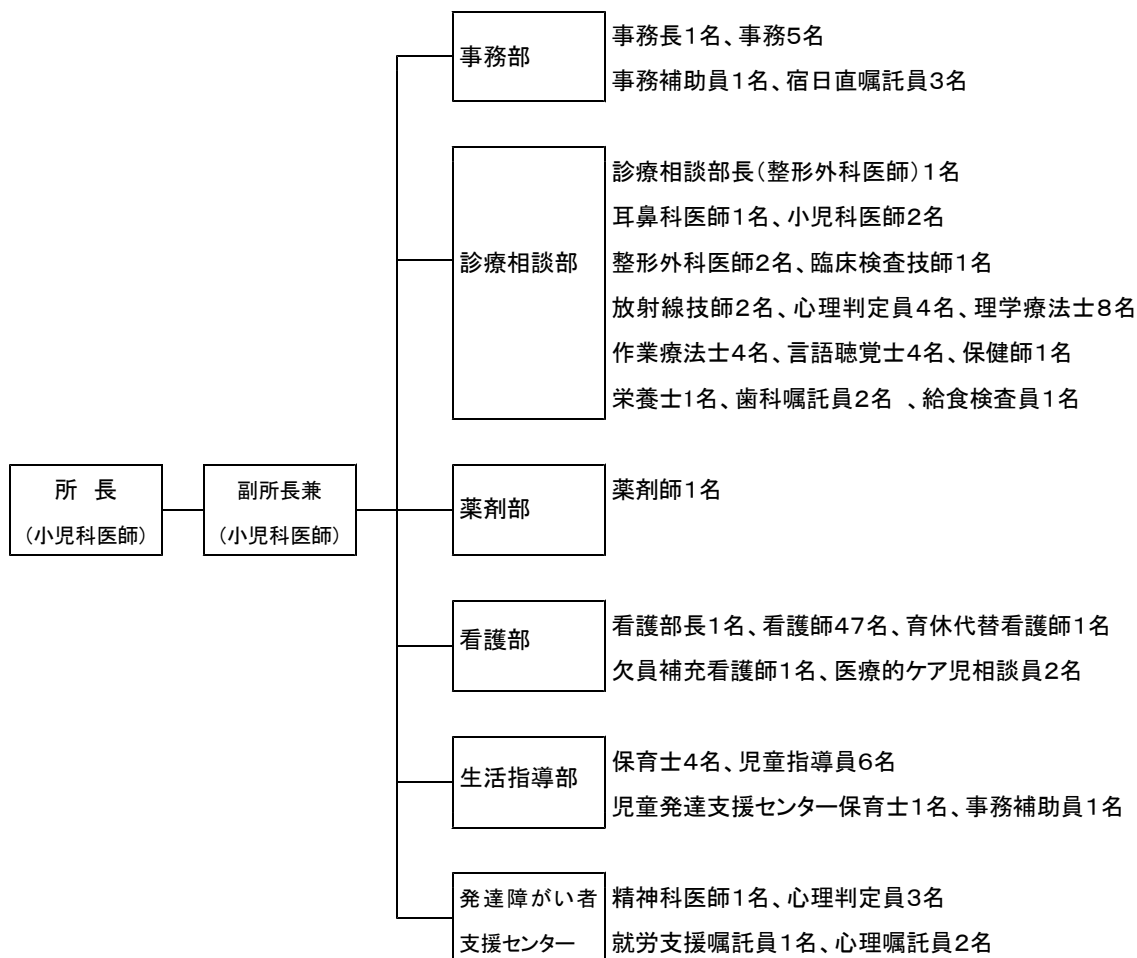 事務部
事務長1名、事務5名
事務補助員1名、宿日直嘱託員3名
診療相談部
診療相談部長(整形外科医師)1名
耳鼻科医師1名、小児科医師2名
整形外科医師2名、臨床検査技師1名
放射線技師2名、心理判定員4名、理学療法士8名
作業療法士4名、言語聴覚士4名、保健師1名
栄養士1名、歯科嘱託員2名 、給食検査員1名
所 長
(小児科医師)
副所長兼
(小児科医師)
薬剤部
薬剤師1名
看護部
看護部長1名、看護師47名、育休代替看護師1名
欠員補充看護師1名、医療的ケア児相談員2名
生活指導部
保育士4名、児童指導員6名
児童発達支援センター保育士1名、事務補助員1名
発達障がい者
支援センター
精神科医師1名、心理判定員3名
就労支援嘱託員1名、心理嘱託員2名